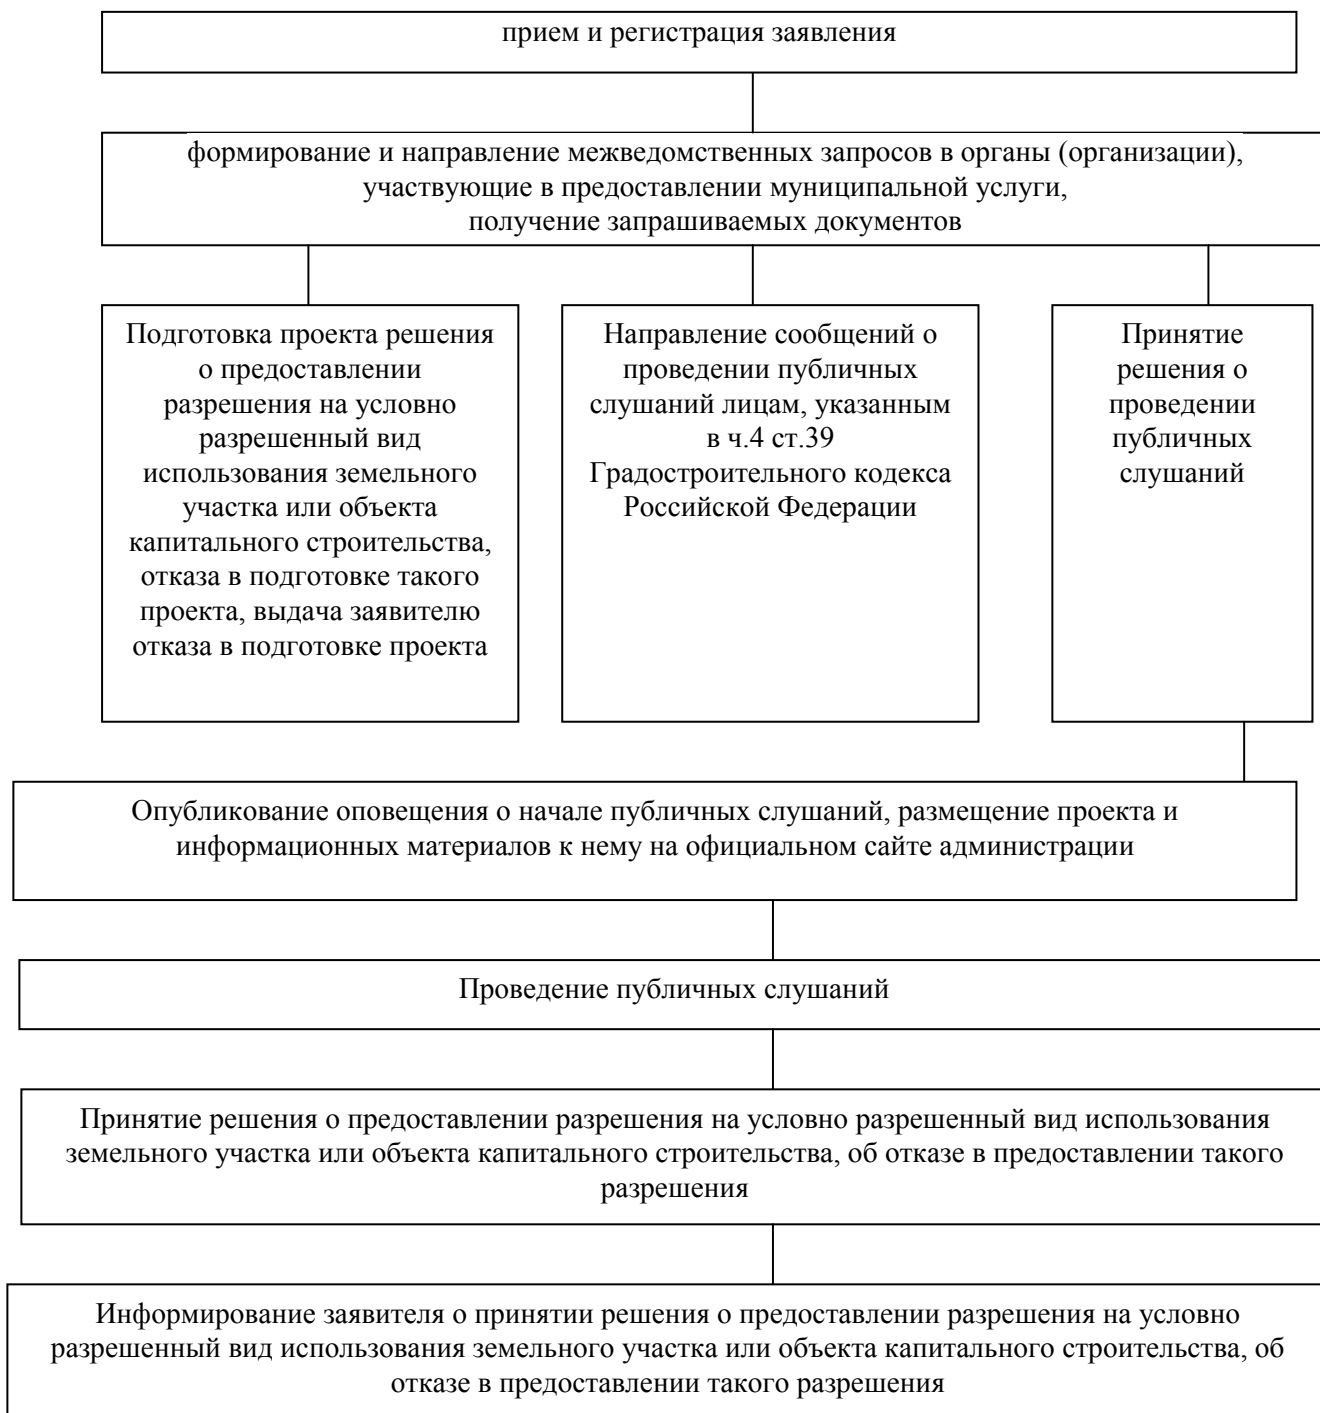 прием и регистрация заявления
формирование и направление межведомственных запросов в органы (организации),
участвующие в предоставлении муниципальной услуги,
получение запрашиваемых документов
Подготовка проекта решения
о предоставлении
разрешения на условно
разрешенный вид
использования земельного
участка или объекта
капитального строительства,
отказа в подготовке такого
проекта, выдача заявителю
отказа в подготовке проекта
Направление сообщений о
проведении публичных
слушаний лицам, указанным
в ч.4 ст.39
Градостроительного кодекса
Российской Федерации
Принятие
решения о
проведении
публичных
слушаний
Опубликование оповещения о начале публичных слушаний, размещение проекта и
информационных материалов к нему на официальном сайте администрации
Проведение публичных слушаний
Принятие решения о предоставлении разрешения на условно разрешенный вид использования
земельного участка или объекта капитального строительства, об отказе в предоставлении такого
разрешения
Информирование заявителя о принятии решения о предоставлении разрешения на условно
разрешенный вид использования земельного участка или объекта капитального строительства, об
отказе в предоставлении такого разрешения